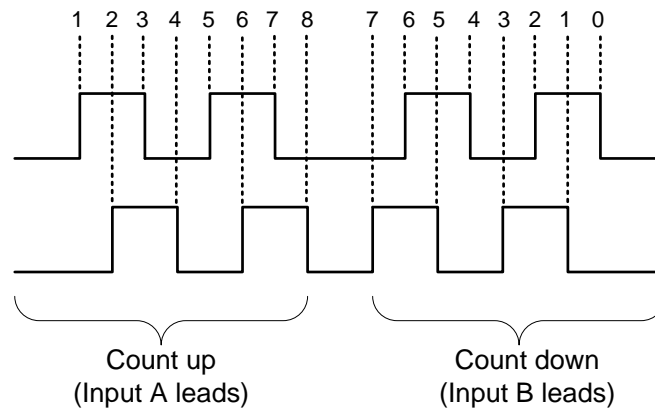 1 2 3 4 5 6 7 8 7 6 5 4 3 2 1 0
Count up
(Input A leads)
Count down
(Input B leads)